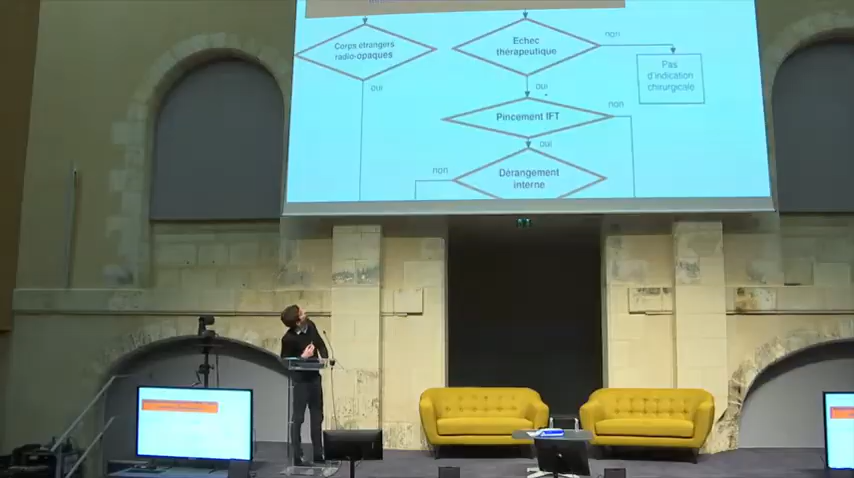 Corps étrangers
radio-opaques
oui
Echec
thérapeutique
non
Pas
d'indication
chirurgicale
oui
Pincement IFT
non
oui
Dérangement
interne
non